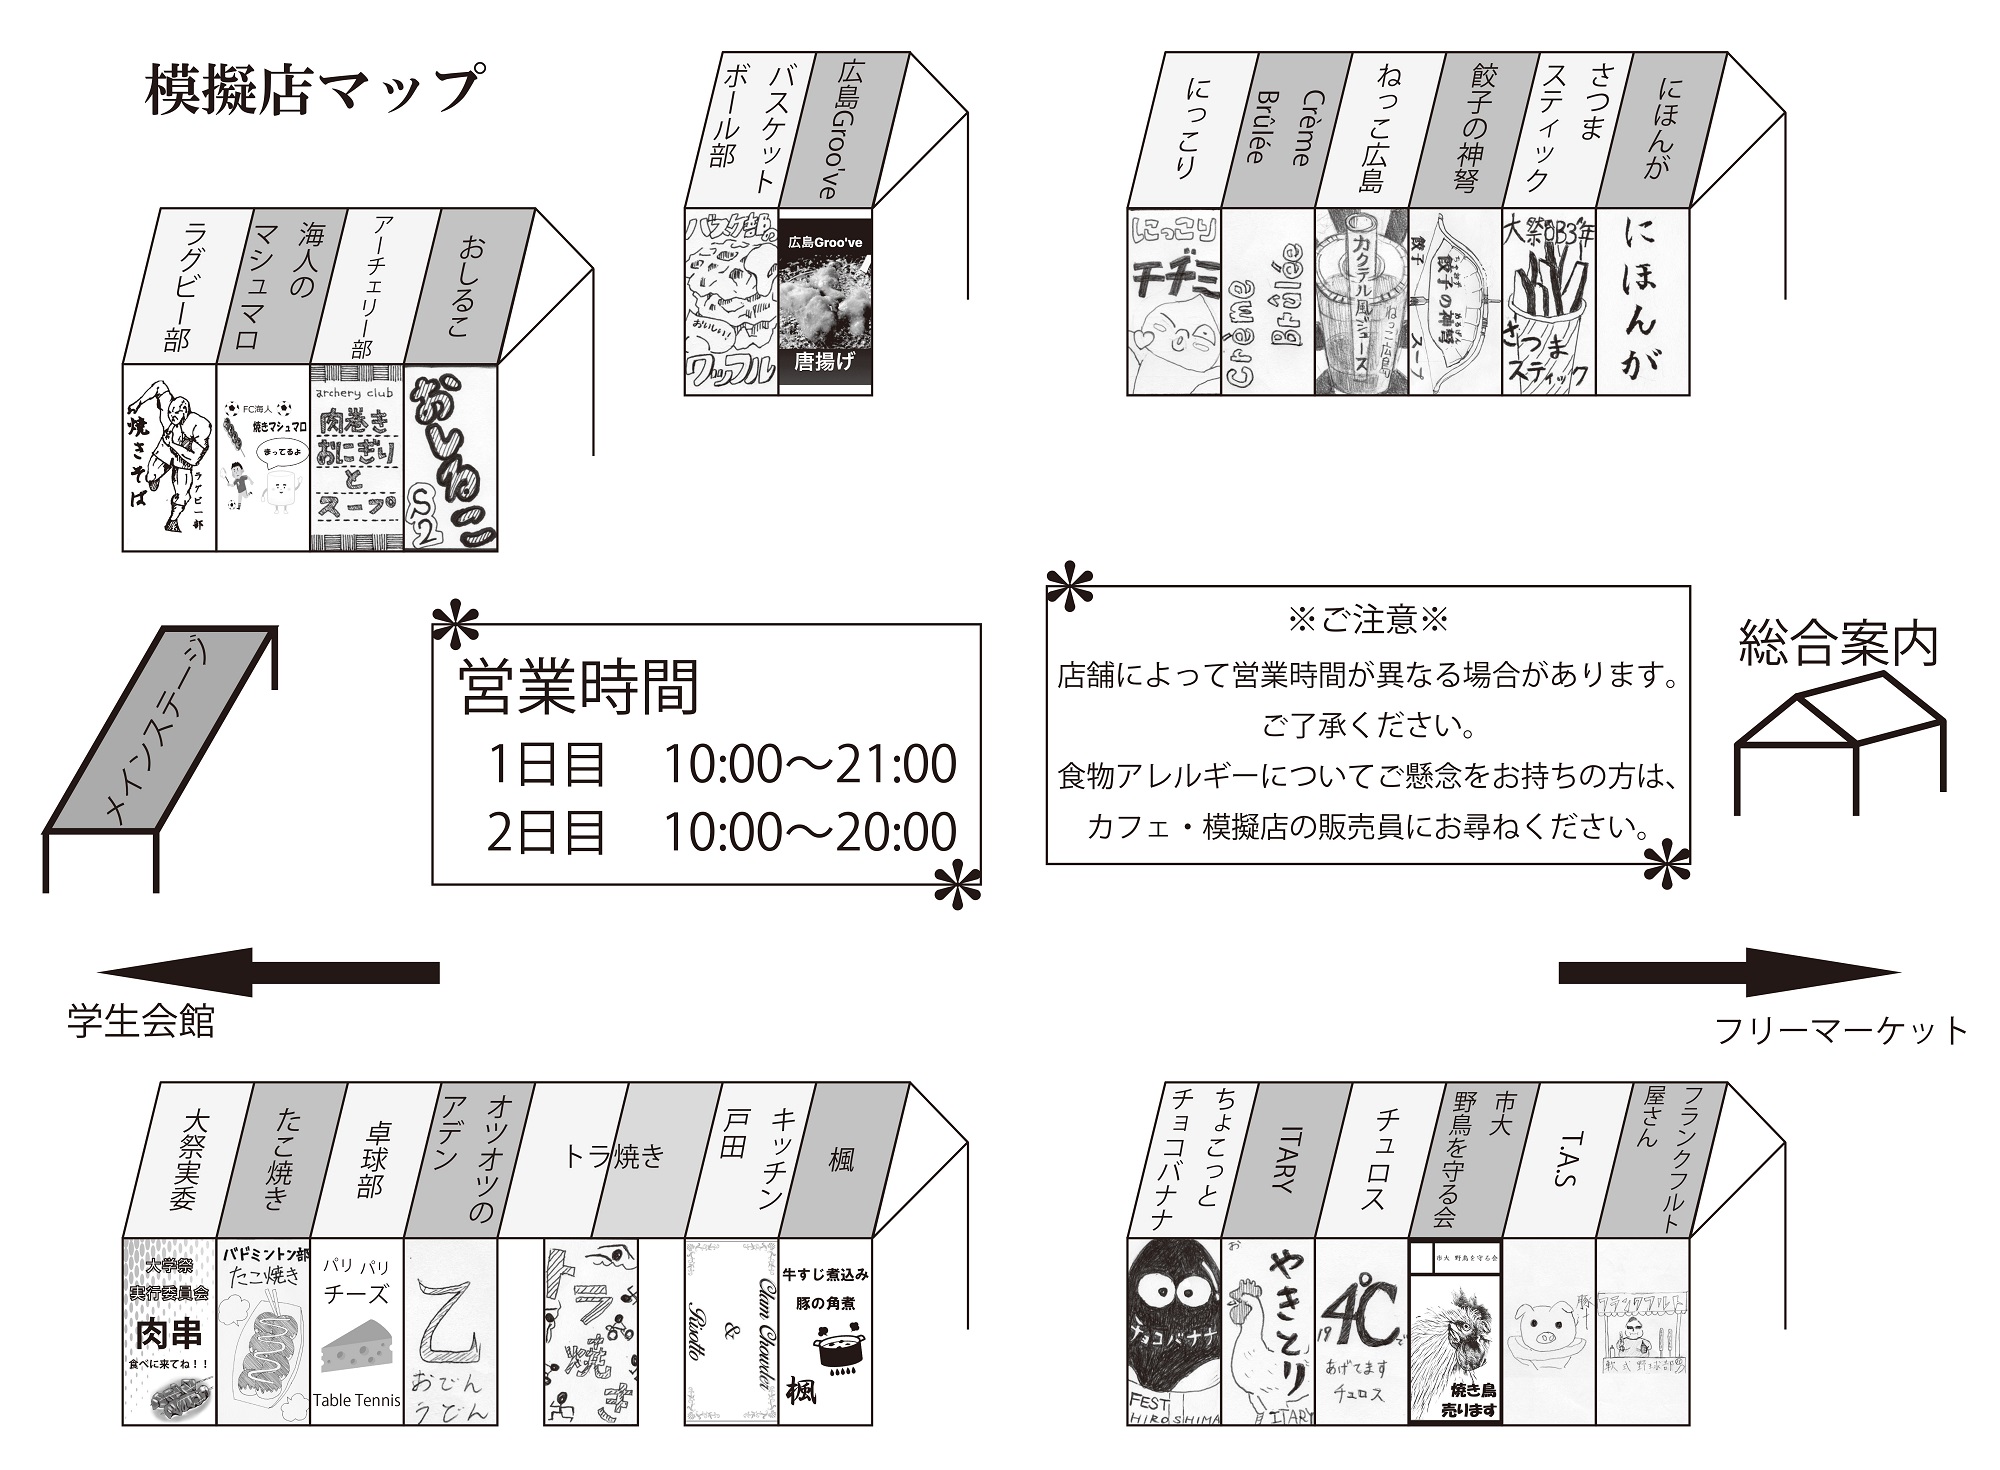 模擬店マップ
バスケット
ボール部
広島Groo've
にっこり
Crème
Brûlée
ねっこ広島
餃子の神弩
さつま
スティック
にほんが
バスケ部の
おいしい!
ワッフル
広島Groo've
唐揚げ
にっこり
チヂミ
Crème
Brûlée
カクテル風ジュース
ねっこ広島
餃子
餃子の神弩
スープ
大祭OB3年
さつま
スティック
にほんが
ラグビー部
海人の
マシュマロ
アーチェリー部
おしるこ
焼きそば
ラグビー部
FC海人
焼きマシュマロ
まってるよ
archery club
肉巻き
おにぎり
と
スープ
おしるこ
S2
メインステージ
営業時間
1日目 10:00〜21:00
2日目 10:00〜20:00
※ご注意※
店舗によって営業時間が異なる場合があります。
ご了承ください。
食物アレルギーについてご懸念をお持ちの方は、
カフェ・模擬店の販売員にお尋ねください。
総合案内
学生会館
フリーマーケット
大祭実委
たこ焼き
卓球部
オツオツの
アデン
トラ焼き
キッチン
戸田
楓
ちょこっと
チョコバナナ
ITARY
チュロス
市大
野鳥を守る会
T.A.S
フランクフルト
屋さん
大学祭
実行委員会
肉串
食べに来てね！！
バドミントン部
たこ焼き
パリ パリ
チーズ
Table Tennis
乙
おでん
うどん
トラ焼き
Clam Chowder
&
Risotto
牛すじ煮込み
豚の角煮
楓
チョコバナナ
FEST
HIROSHIMA
お
やきとり
ITARY
4℃
で
あげてます
チュロス
市大 野鳥を守る会
焼き鳥
売ります
豚汁
フランクフルト
軟式野球部